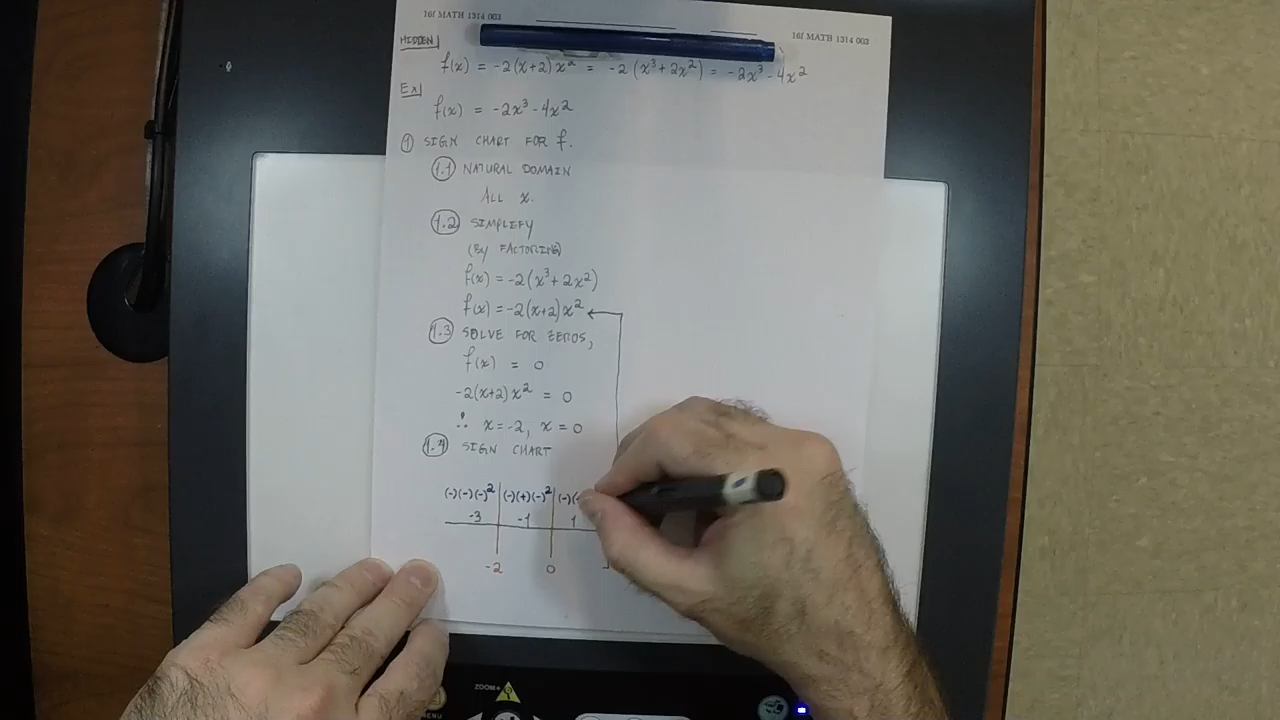 16f MATH 1314 003
16f MATH 1314 003
HIDDEN
f(x) = -2(x+2)x² = -2(x³+2x²) = -2x³-4x²
Ex
f(x) = -2x³-4x²
① SIGN CHART FOR f.
1.1 NATURAL DOMAIN
ALL x.
1.2 SIMPLIFY
(BY FACTORING)
f(x) = -2(x³+2x²)
f(x) = -2(x+2)x²
1.3 SOLVE FOR ZEROS,
f(x) = 0
-2(x+2)x² = 0
∴ x=-2, x=0
1.4 SIGN CHART
(-)(-)(-)² (-)(+)(-)² (-)(
-3 -1 1
-2 0
ZOOM+
MENU